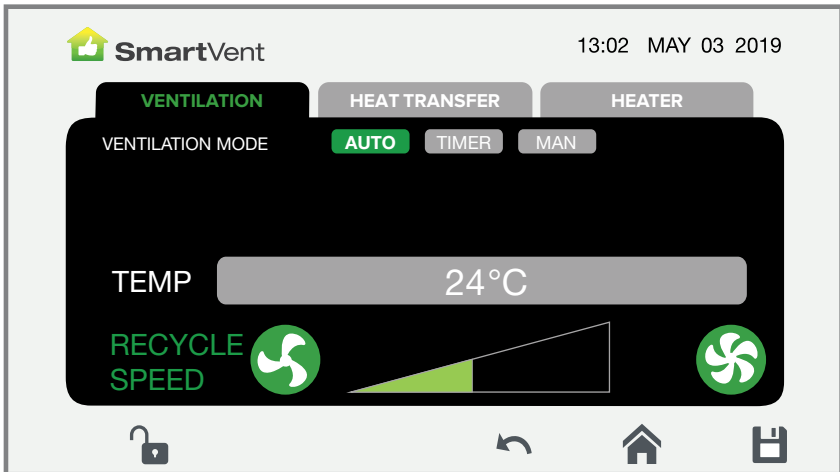 SmartVent
13:02 MAY 03 2019
VENTILATION HEAT TRANSFER HEATER
VENTILATION MODE AUTO TIMER MAN
TEMP 24°C
RECYCLE
SPEED